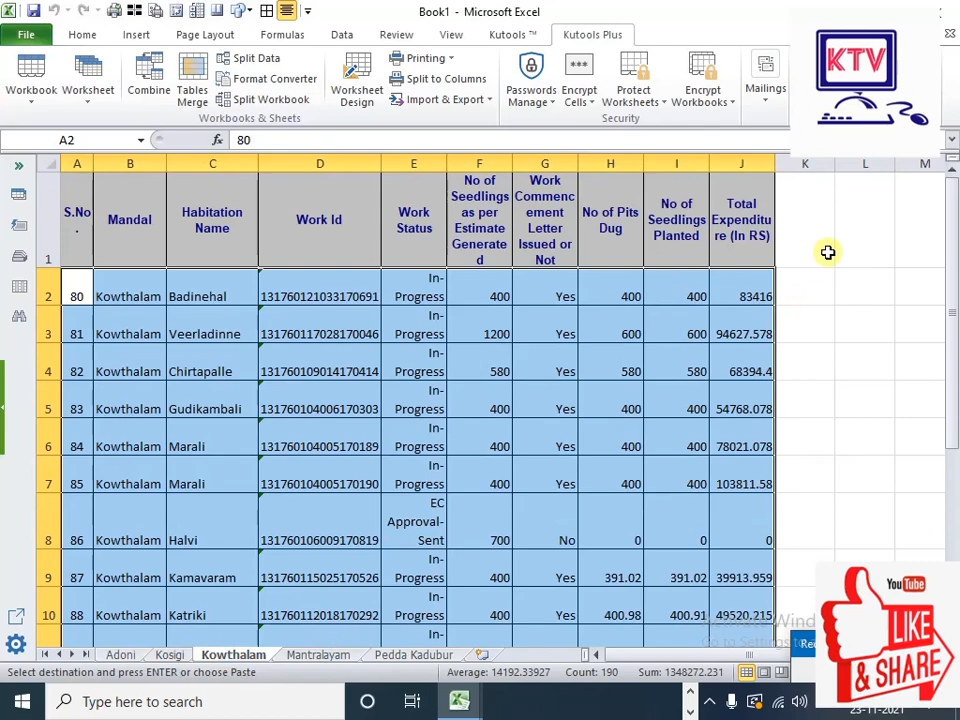 Book1 - Microsoft Excel
File Home Insert Page Layout Formulas Data Review View Kutools ™ Kutools Plus
Workbook Worksheet Combine Tables Merge Split Data Format Converter Split Workbook
Workbooks & Sheets
Worksheet Design Printing Split to Columns Import & Export
Passwords Manage Encrypt Cells Protect Worksheets Encrypt Workbooks
Security
Mailings
KTV
A2 fx 80
A B C D E F G H I J K L M
1 S.No. Mandal Habitation Name Work Id Work Status No of Seedlings as per Estimate Generated Work Commencement Letter Issued or Not No of Pits Dug No of Seedlings Planted Total Expenditure (In RS)
2 80 Kowthalam Badinehal 131760121033170691 In-Progress 400 Yes 400 400 83416
3 81 Kowthalam Veerladinne 131760117028170046 In-Progress 1200 Yes 600 600 94627.578
4 82 Kowthalam Chirtapalle 131760109014170414 In-Progress 580 Yes 580 580 68394.4
5 83 Kowthalam Gudikambali 131760104006170303 In-Progress 400 Yes 400 400 54768.078
6 84 Kowthalam Marali 131760104005170189 In-Progress 400 Yes 400 400 78021.078
7 85 Kowthalam Marali 131760104005170190 In-Progress 400 Yes 400 400 103811.58
8 86 Kowthalam Halvi 131760106009170819 EC Approval-Sent 700 No 0 0 0
9 87 Kowthalam Kamavaram 131760115025170526 In-Progress 400 Yes 391.02 391.02 39913.959
10 88 Kowthalam Katriki 131760112018170292 In-Progress 400 Yes 400.98 400.91 49520.215
In-
Adoni Kosigi Kowthalam Mantralayam Pedda Kadubur
Select destination and press ENTER or choose Paste Average: 14192.33927 Count: 190 Sum: 1348272.231
YouTube
LIKE & SHARE
Type here to search
23-11-2021